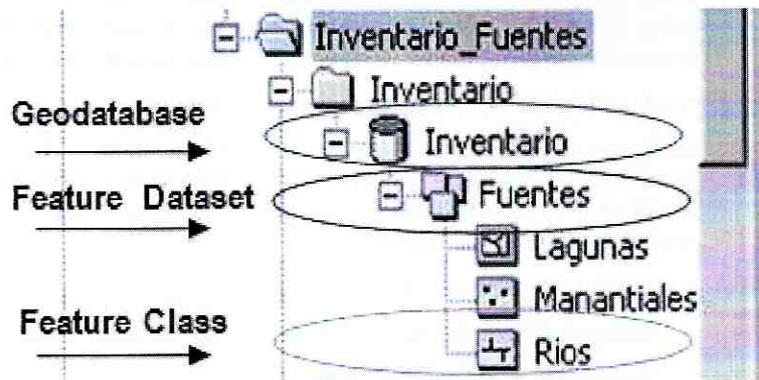 Inventario_Fuentes
Inventario
Geodatabase
Inventario
Feature Dataset
Fuentes
Lagunas
Manantiales
Feature Class
Rios